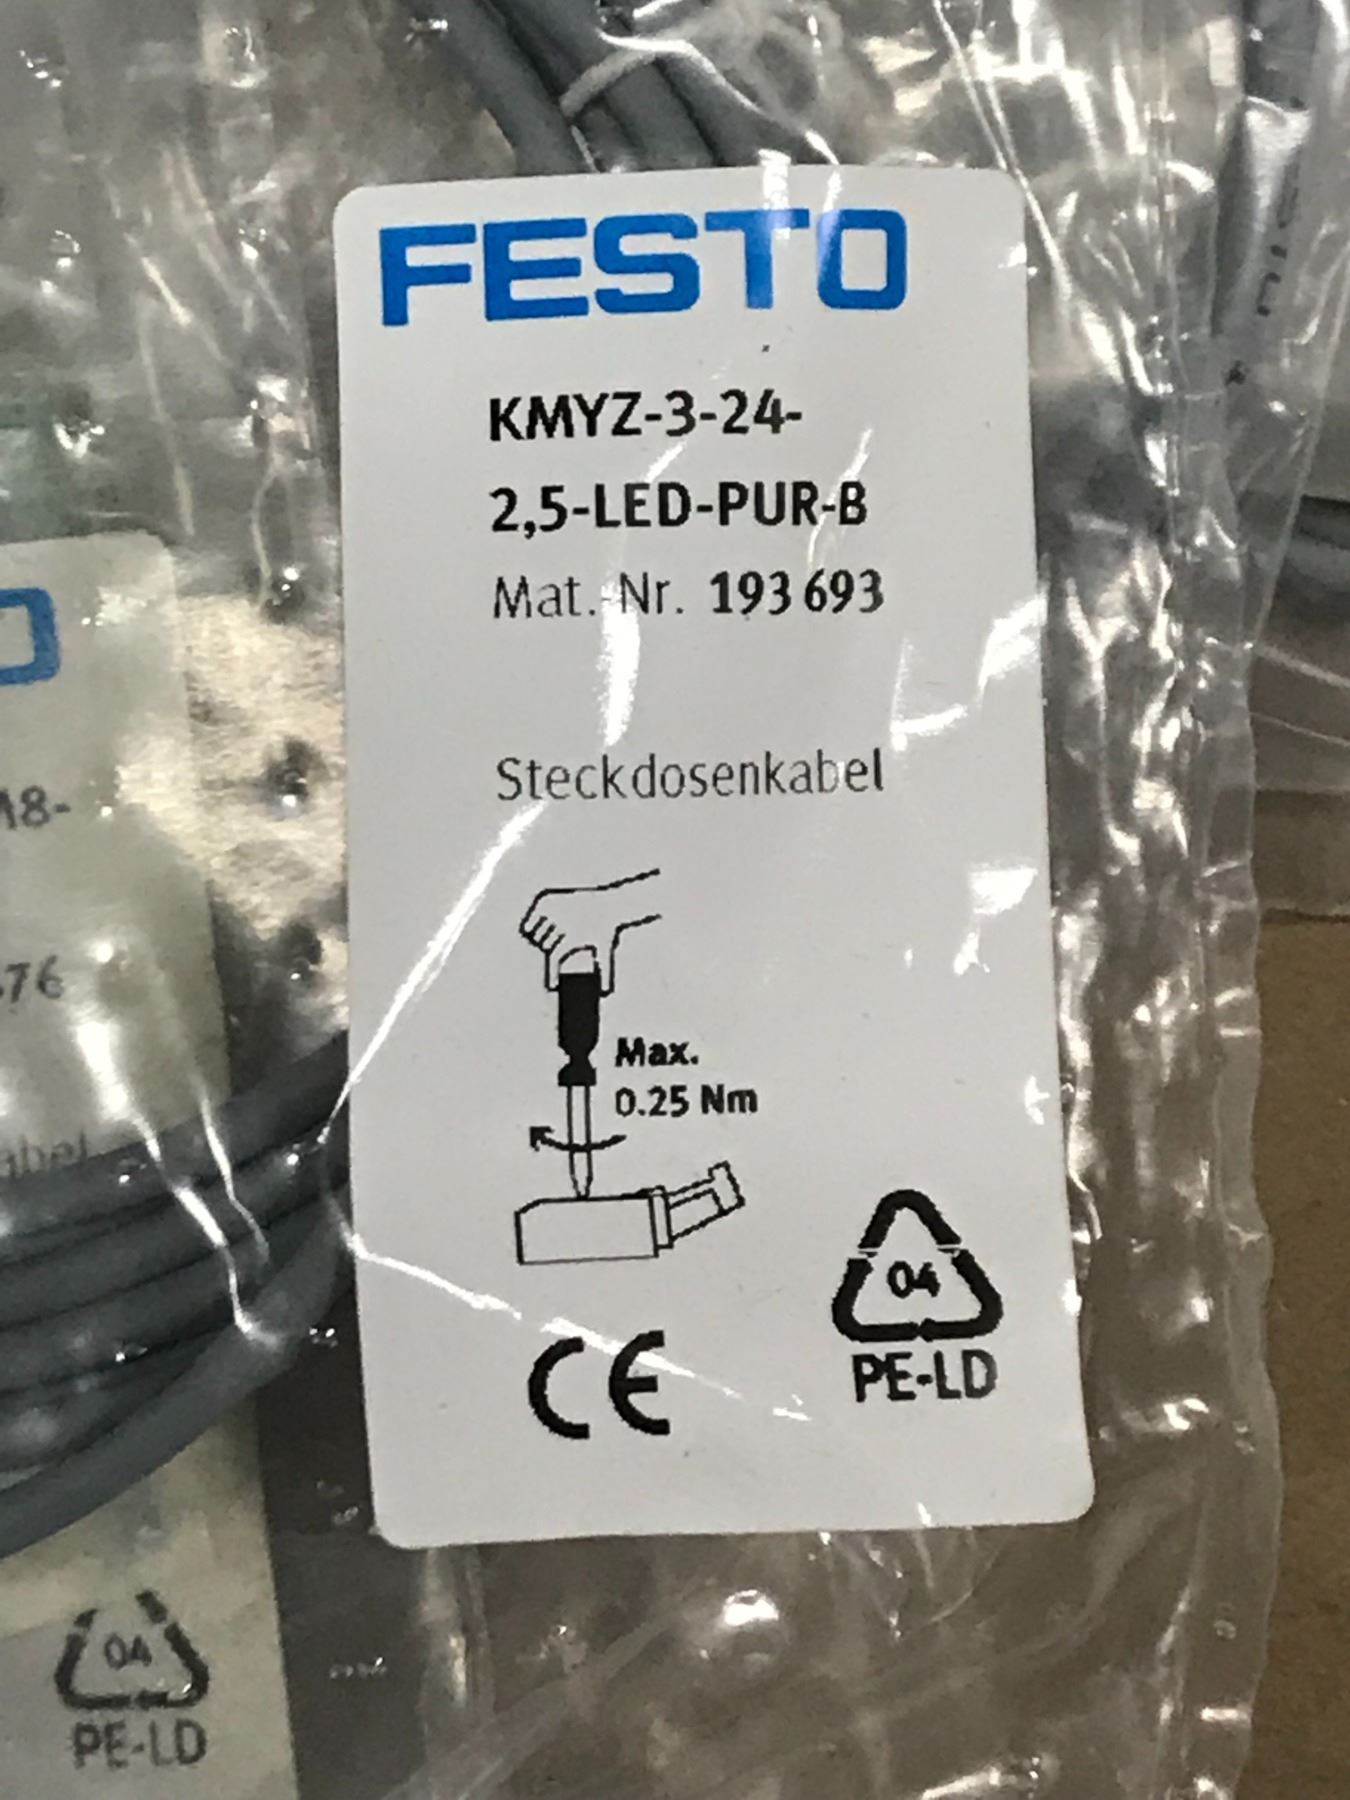 FESTO
KMYZ-3-24-
2,5-LED-PUR-B
Mat.-Nr. 193 693
Steckdosenkabel
Max.
0.25 Nm
CE
04
PE-LD
04
PE-LD